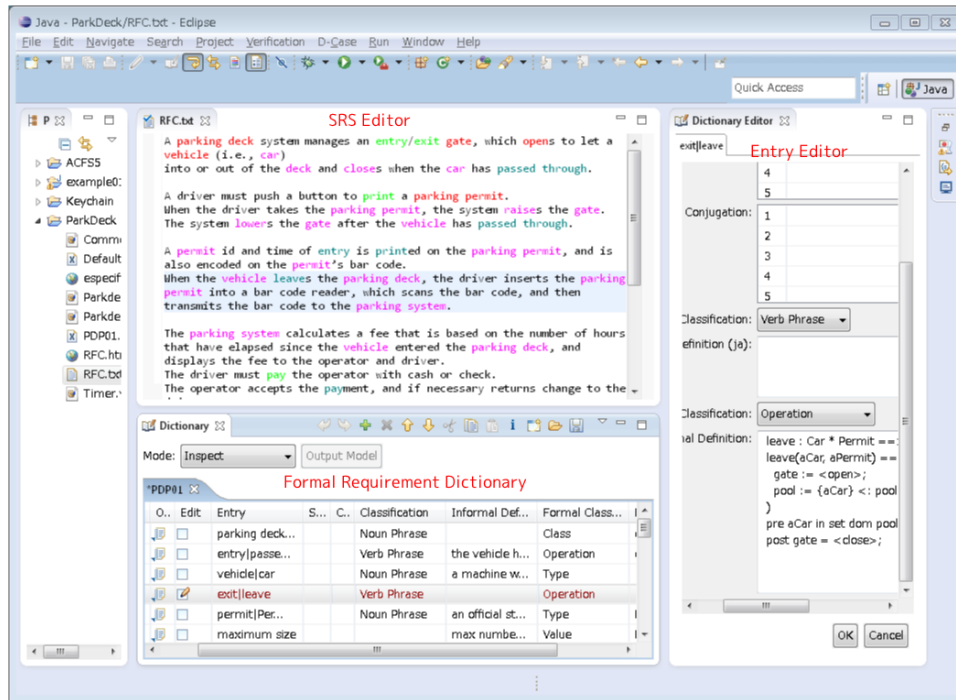 Java - ParkDeck/RFC.txt - Eclipse
File Edit Navigate Search Project Verification D-Case Run Window Help
Quick Access
Java
P
ACFS5
example0
Keychain
ParkDeck
Comm
Default
especif
Parkde
Parkde
PDP01.
RFC.ht
RFC.txt
Timer.
RFC.txt
SRS Editor
A parking deck system manages an entry/exit gate, which opens to let a
vehicle (i.e., car)
into or out of the deck and closes when the car has passed through.
A driver must push a button to print a parking permit.
When the driver takes the parking permit, the system raises the gate.
The system lowers the gate after the vehicle has passed through.
A permit id and time of entry is printed on the parking permit, and is
also encoded on the permit's bar code.
When the vehicle leaves the parking deck, the driver inserts the parking
permit into a bar code reader, which scans the bar code, and then
transmits the bar code to the parking system.
The parking system calculates a fee that is based on the number of hours
that have elapsed since the vehicle entered the parking deck, and
displays the fee to the operator and driver.
The driver must pay the operator with cash or check.
The operator accepts the payment, and if necessary returns change to the
Dictionary
Mode: Inspect Output Model
Formal Requirement Dictionary
*PDP01
O.. Edit Entry S... C.. Classification Informal Def... Formal Class...
parking deck... Noun Phrase Class
entry|passe... Verb Phrase the vehicle h... Operation
vehicle|car Noun Phrase a machine w... Type
exit|leave Verb Phrase Operation
permit|Per... Noun Phrase an official st... Type
maximum size max numbe... Value
Dictionary Editor
exit|leave
Entry Editor
4
5
Conjugation: 1
2
3
4
5
Classification: Verb Phrase
efinition (ja):
Classification: Operation
nal Definition: leave : Car * Permit ==
leave(aCar, aPermit) ==
gate := <open>;
pool := {aCar} <: pool
)
pre aCar in set dom pool
post gate = <close>;
OK Cancel